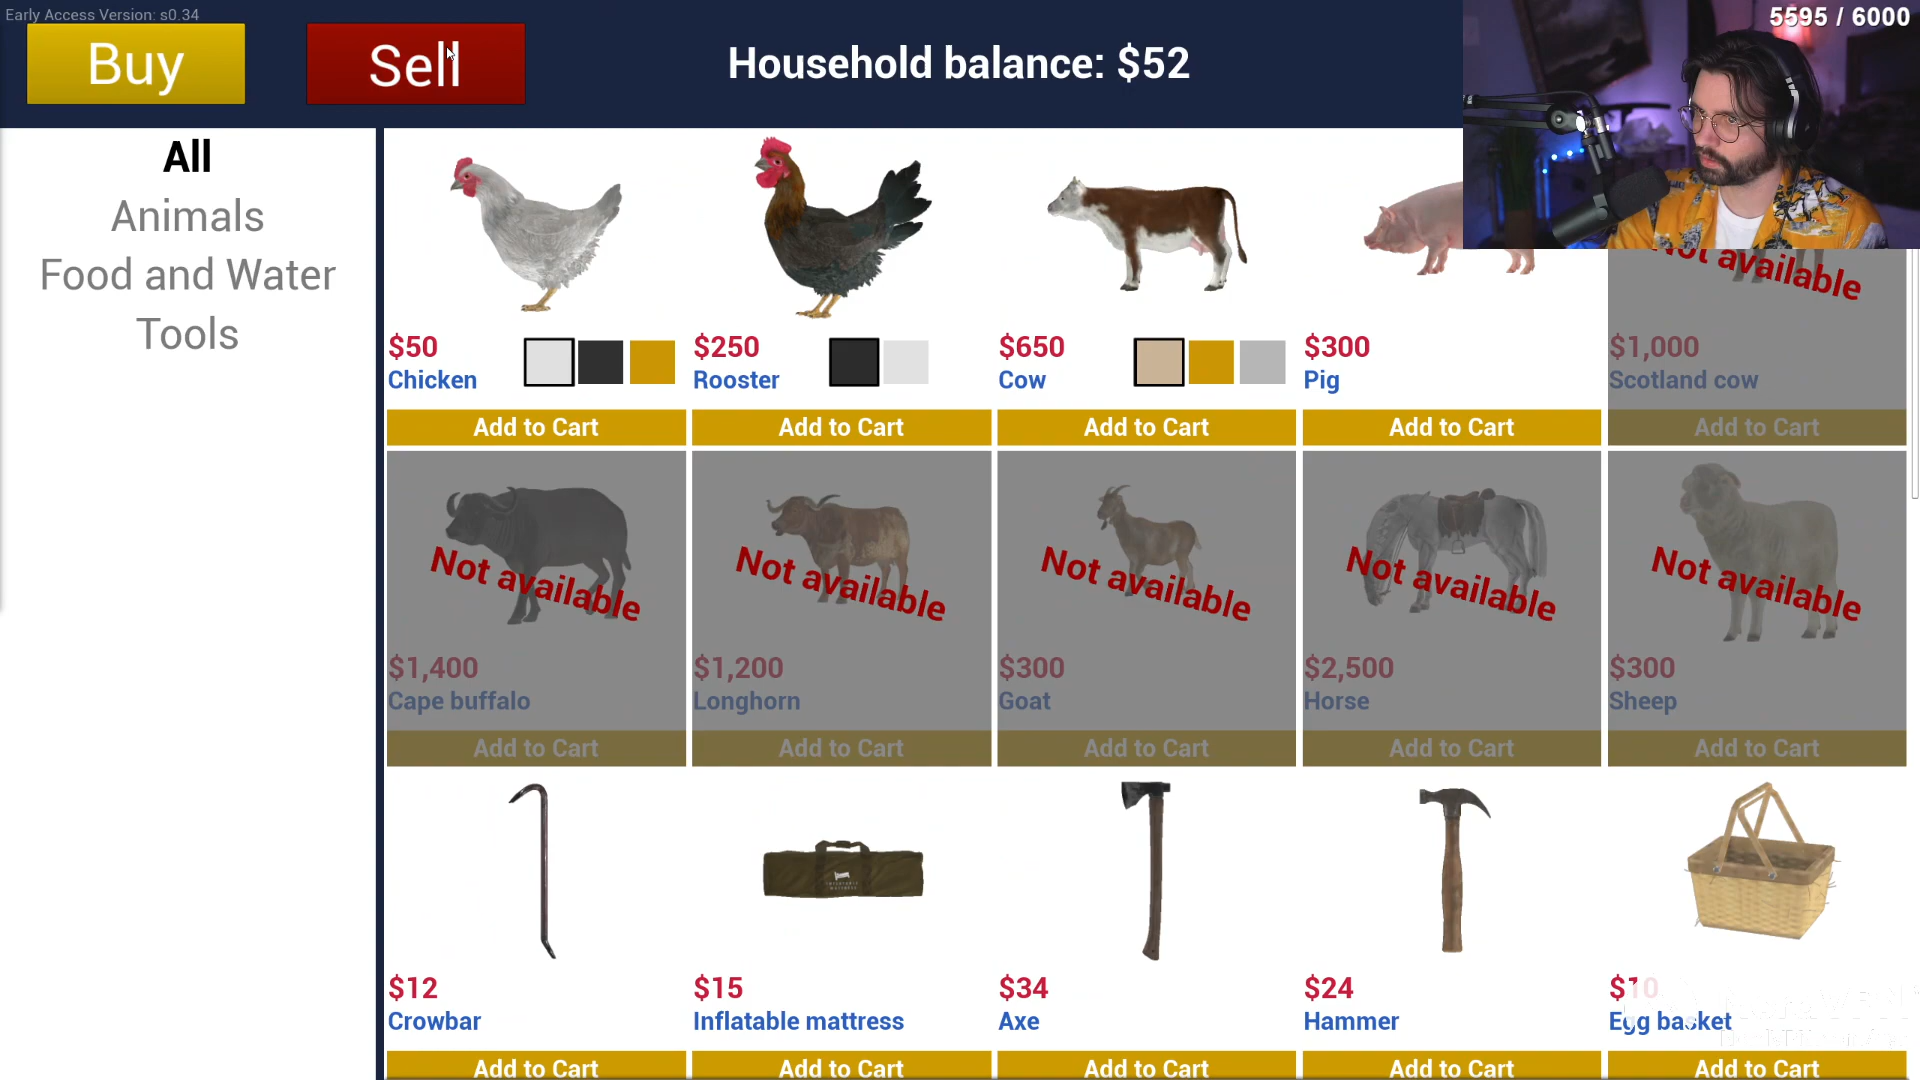 Early Access Version: s0.34
5595 / 6000
Buy
Sell
Household balance: $52
All
Animals
Food and Water
Tools
$50
Chicken
$250
Rooster
$650
Cow
$300
Pig
Not available
$1,000
Scotland cow
Add to Cart
Add to Cart
Add to Cart
Add to Cart
Add to Cart
Not available
Not available
Not available
Not available
Not available
$1,400
Cape buffalo
$1,200
Longhorn
$300
Goat
$2,500
Horse
$300
Sheep
Add to Cart
Add to Cart
Add to Cart
Add to Cart
Add to Cart
$12
Crowbar
$15
Inflatable mattress
$34
Axe
$24
Hammer
$10
Egg basket
Add to Cart
Add to Cart
Add to Cart
Add to Cart
Add to Cart